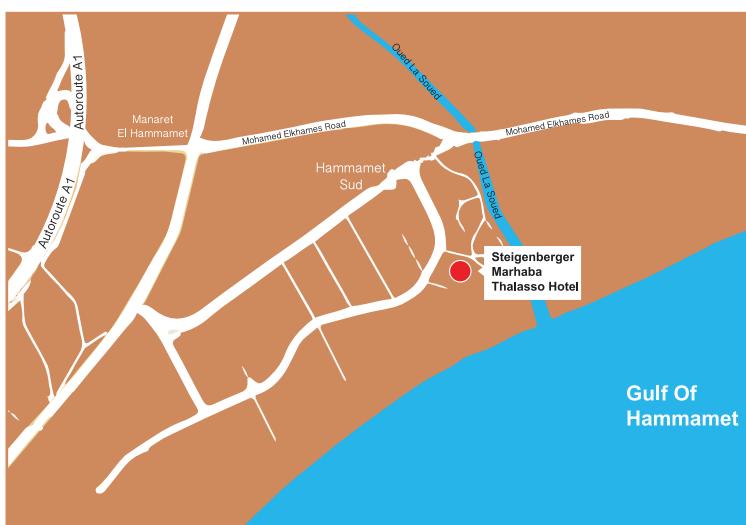 Autoroute A1
Oued La Soued
Manaret
El Hammamet
Mohamed Elkhames Road
Mohamed Elkhames Road
Hammamet
Sud
Oued La Soued
Autoroute A1
Steigenberger
Marhaba
Thalasso Hotel
Gulf Of
Hammamet